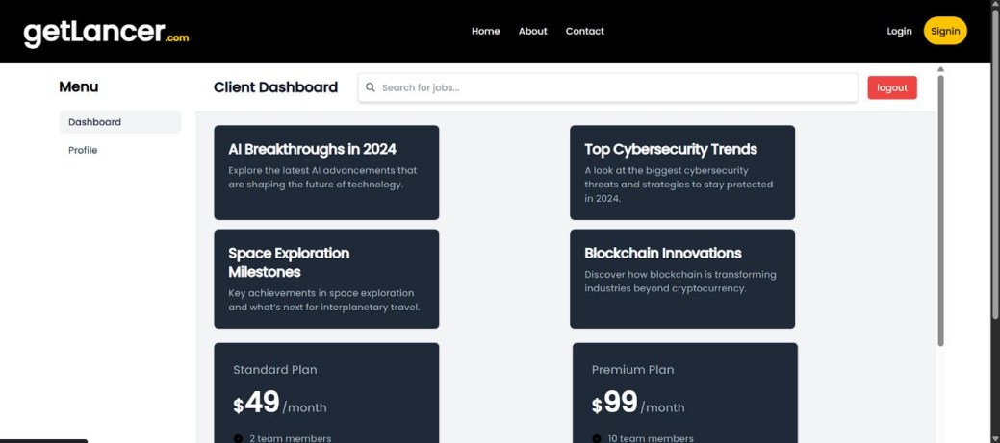 getLancer.com
Home About Contact
Login Signin
Menu
Dashboard
Profile
Client Dashboard
Search for jobs...
logout
AI Breakthroughs in 2024
Explore the latest AI advancements that
are shaping the future of technology.
Top Cybersecurity Trends
A look at the biggest cybersecurity
threats and strategies to stay protected
in 2024.
Space Exploration
Milestones
Key achievements in space exploration
and what's next for interplanetary travel.
Blockchain Innovations
Discover how blockchain is transforming
industries beyond cryptocurrency.
Standard Plan
$49/month
2 team members
Premium Plan
$99/month
10 team members